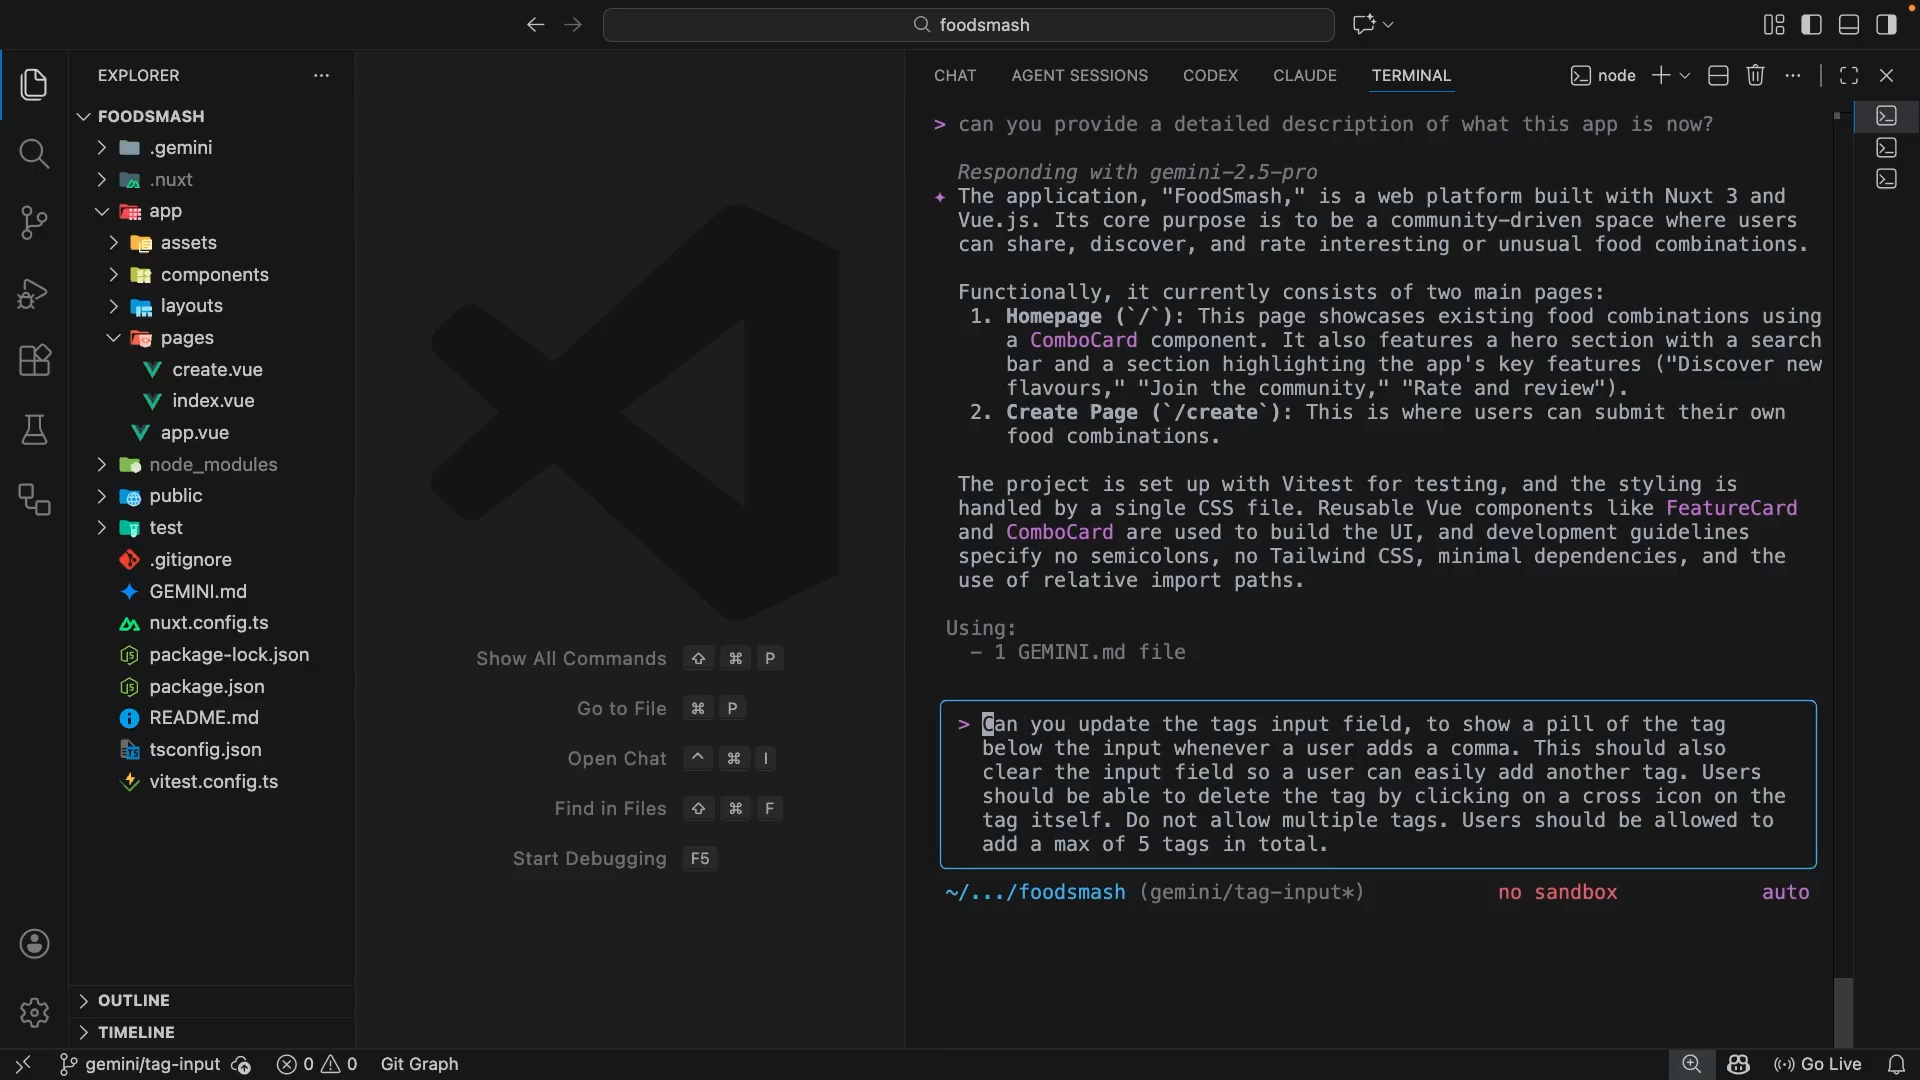 foodsmash
EXPLORER
FOODSMASH
.gemini
.nuxt
app
assets
components
layouts
pages
create.vue
index.vue
app.vue
node_modules
public
test
.gitignore
GEMINI.md
nuxt.config.ts
package-lock.json
package.json
README.md
tsconfig.json
vitest.config.ts
OUTLINE
TIMELINE
Show All Commands ⇧ ⌘ P
Go to File ⌘ P
Open Chat ^ ⌘ I
Find in Files ⇧ ⌘ F
Start Debugging F5
CHAT AGENT SESSIONS CODEX CLAUDE TERMINAL node
> can you provide a detailed description of what this app is now?
Responding with gemini-2.5-pro
✦ The application, "FoodSmash," is a web platform built with Nuxt 3 and
Vue.js. Its core purpose is to be a community-driven space where users
can share, discover, and rate interesting or unusual food combinations.
Functionally, it currently consists of two main pages:
1. Homepage (`/`): This page showcases existing food combinations using
a ComboCard component. It also features a hero section with a search
bar and a section highlighting the app's key features ("Discover new
flavours," "Join the community," "Rate and review").
2. Create Page (`/create`): This is where users can submit their own
food combinations.
The project is set up with Vitest for testing, and the styling is
handled by a single CSS file. Reusable Vue components like FeatureCard
and ComboCard are used to build the UI, and development guidelines
specify no semicolons, no Tailwind CSS, minimal dependencies, and the
use of relative import paths.
Using:
- 1 GEMINI.md file
> Can you update the tags input field, to show a pill of the tag
below the input whenever a user adds a comma. This should also
clear the input field so a user can easily add another tag. Users
should be able to delete the tag by clicking on a cross icon on the
tag itself. Do not allow multiple tags. Users should be allowed to
add a max of 5 tags in total.
~/.../foodsmash (gemini/tag-input*) no sandbox auto
gemini/tag-input 0 0 Git Graph Go Live